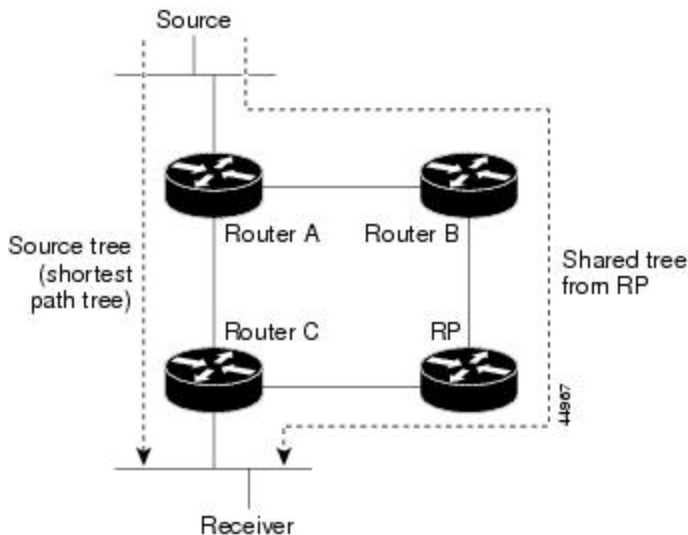 Source
Router A
Router B
Source tree
(shortest
path tree)
Shared tree
from RP
Router C
RP
44967
Receiver